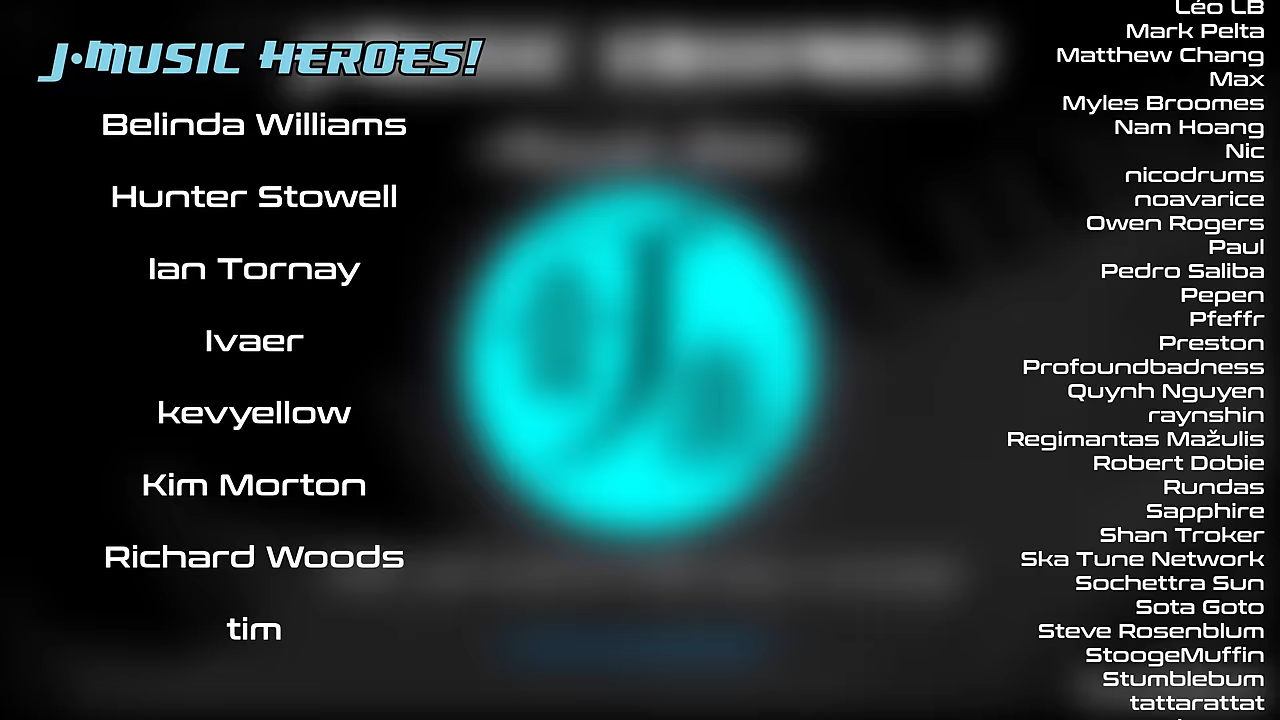 J•MUSIC HEROES!
Belinda Williams
Hunter Stowell
Ian Tornay
Ivaer
kevyellow
Kim Morton
Richard Woods
tim
Léo LB
Mark Pelta
Matthew Chang
Max
Myles Broomes
Nam Hoang
Nic
nicodrums
noavarice
Owen Rogers
Paul
Pedro Saliba
Pepen
Pfeffr
Preston
Profoundbadness
Quynh Nguyen
raynshin
Regimantas Mažulis
Robert Dobie
Rundas
Sapphire
Shan Troker
Ska Tune Network
Sochettra Sun
Sota Goto
Steve Rosenblum
StoogeMuffin
Stumblebum
tattarattat